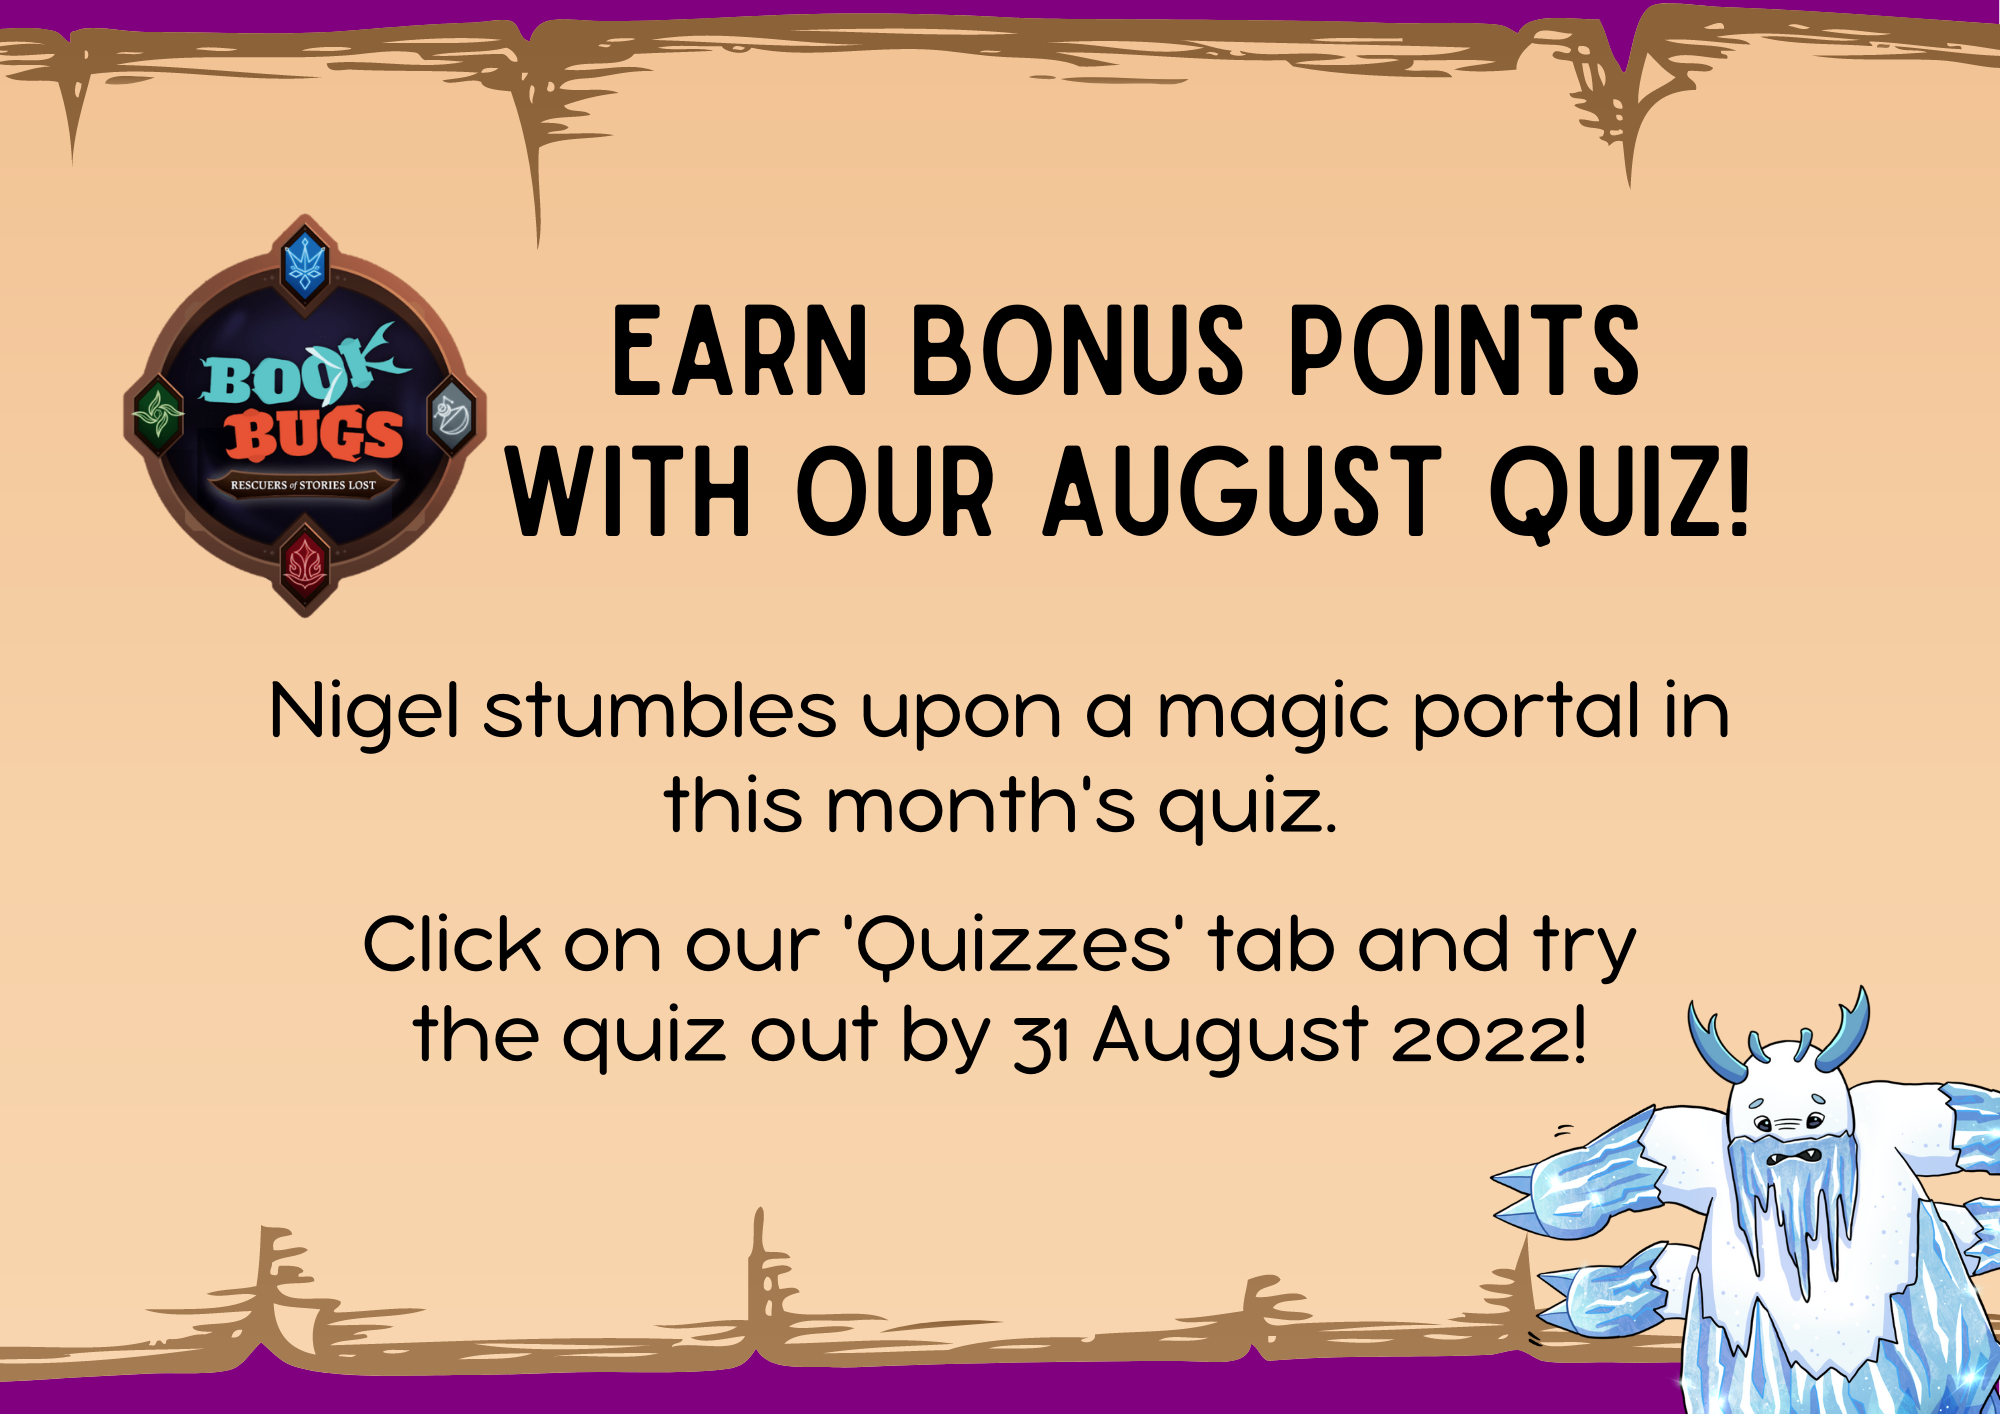 BOOK
BUGS
RESCUERS of STORIES LOST
EARN BONUS POINTS
WITH OUR AUGUST QUIZ!
Nigel stumbles upon a magic portal in
this month's quiz.
Click on our 'Quizzes' tab and try
the quiz out by 31 August 2022!